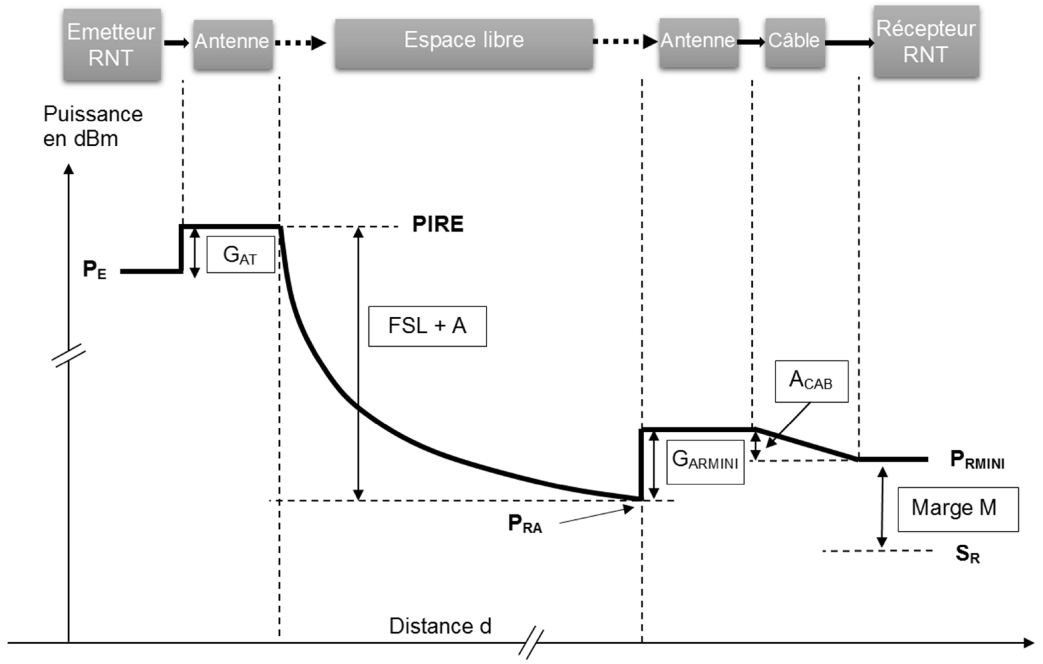 Emetteur
RNT
Antenne
Espace libre
Antenne
Câble
Récepteur
RNT
Puissance
en dBm
PIRE
GAT
PE
FSL + A
ACAB
GARMINI
PRMINI
PRA
Marge M
SR
Distance d